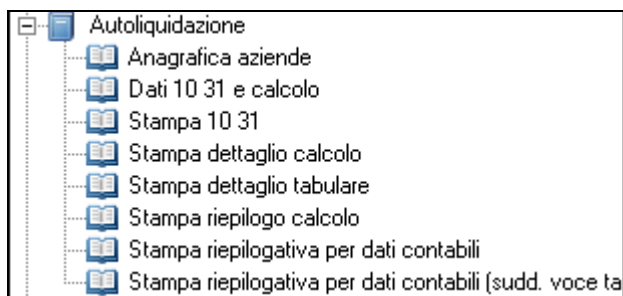 Autoliquidazione
Anagrafica aziende
Dati 10 31 e calcolo
Stampa 10 31
Stampa dettaglio calcolo
Stampa dettaglio tabulare
Stampa riepilogo calcolo
Stampa riepilogativa per dati contabili
Stampa riepilogativa per dati contabili (sudd. voce ta